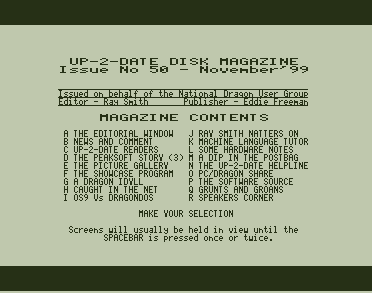 UP-2-DATE DISK MAGAZINE
Issue No 50 - November'99
Issued on behalf of the National Dragon User Group
Editor - Ray Smith Publisher - Eddie Freeman
MAGAZINE CONTENTS
A THE EDITORIAL WINDOW J RAY SMITH NATTERS ON
B NEWS AND COMMENT K MACHINE LANGUAGE TUTOR
C UP-2-DATE READERS L SOME HARDWARE NOTES
D THE PEAKSOFT STORY (3) M A DIP IN THE POSTBAG
E THE PICTURE GALLERY N THE UP-2-DATE HELPLINE
F THE SHOWCASE PROGRAM O PC/DRAGON SHARE
G A DRAGON IDYLL P THE SOFTWARE SOURCE
H CAUGHT IN THE NET Q GRUNTS AND GROANS
I OS9 Vs DRAGONDOS R SPEAKERS CORNER
MAKE YOUR SELECTION
Screens will usually be held in view until the
SPACEBAR is pressed once or twice.